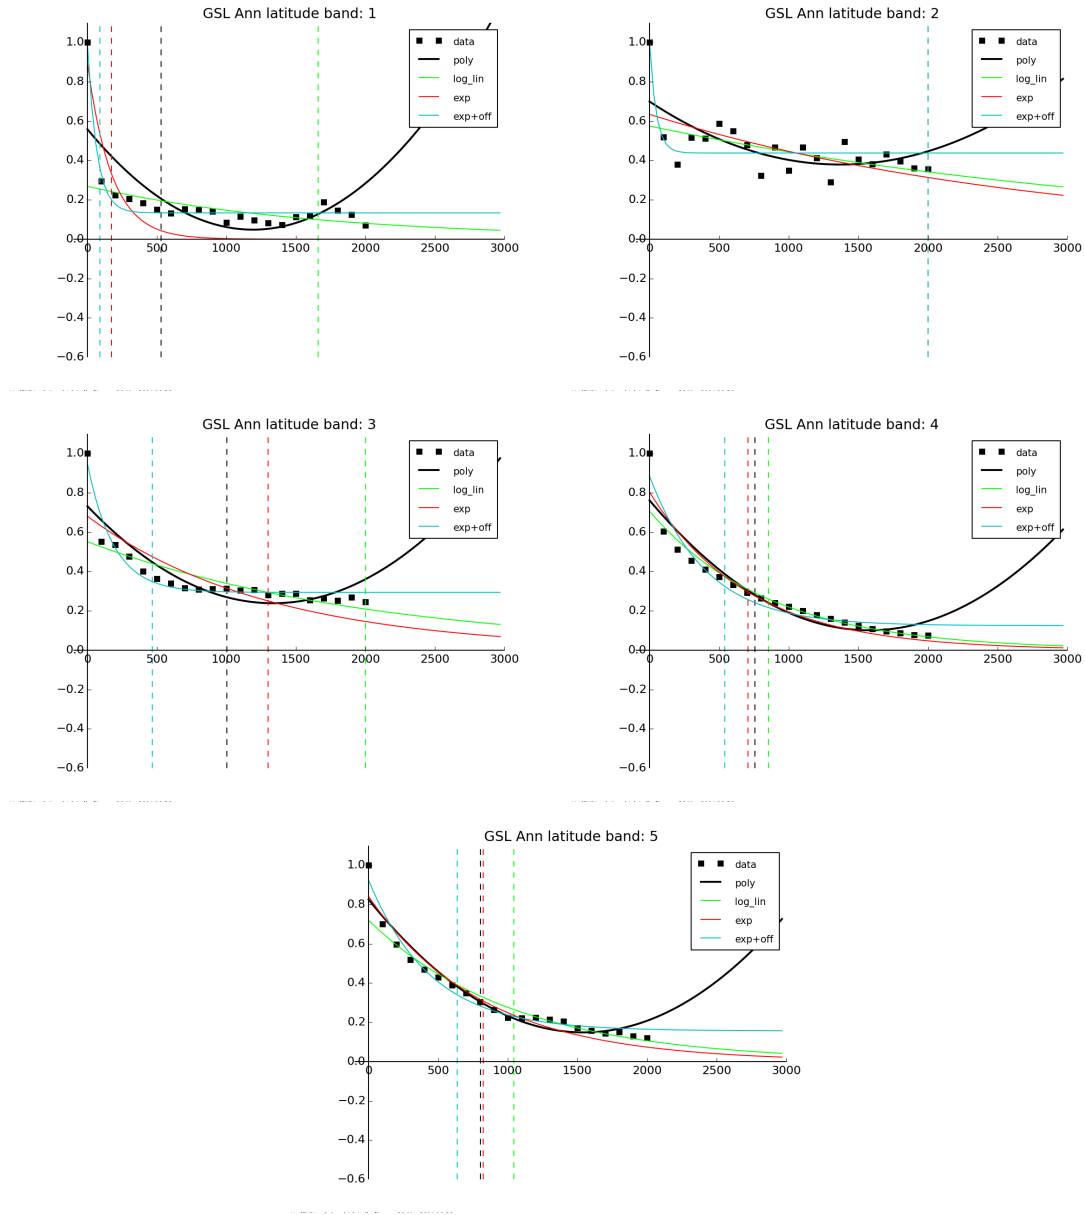 GSL Ann latitude band: 1
1.0
0.8
0.6
0.4
0.2
0.0
−0.2
−0.4
−0.6
0 500 1000 1500 2000 2500 3000
data
poly
log_lin
exp
exp+off
GSL Ann latitude band: 2
1.0
0.8
0.6
0.4
0.2
0.0
−0.2
−0.4
−0.6
0 500 1000 1500 2000 2500 3000
data
poly
log_lin
exp
exp+off
GSL Ann latitude band: 3
1.0
0.8
0.6
0.4
0.2
0.0
−0.2
−0.4
−0.6
0 500 1000 1500 2000 2500 3000
data
poly
log_lin
exp
exp+off
GSL Ann latitude band: 4
1.0
0.8
0.6
0.4
0.2
0.0
−0.2
−0.4
−0.6
0 500 1000 1500 2000 2500 3000
data
poly
log_lin
exp
exp+off
GSL Ann latitude band: 5
1.0
0.8
0.6
0.4
0.2
0.0
−0.2
−0.4
−0.6
0 500 1000 1500 2000 2500 3000
data
poly
log_lin
exp
exp+off